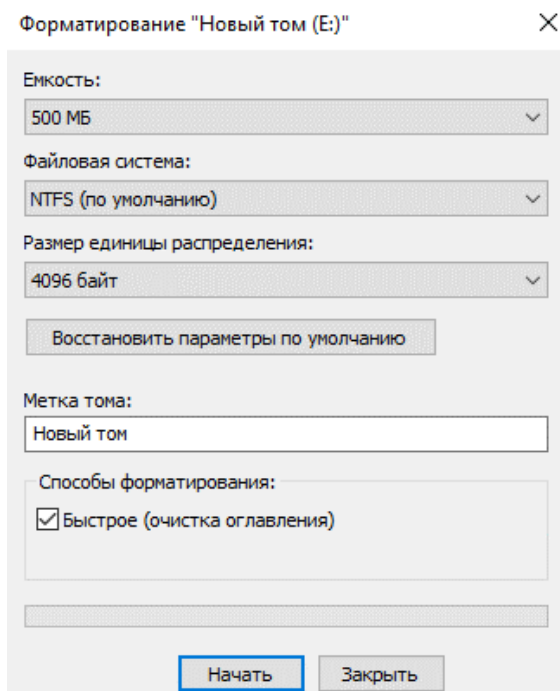 Форматирование "Новый том (E:)"
Емкость:
500 МБ
Файловая система:
NTFS (по умолчанию)
Размер единицы распределения:
4096 байт
Восстановить параметры по умолчанию
Метка тома:
Новый том
Способы форматирования:
Быстрое (очистка оглавления)
Начать
Закрыть